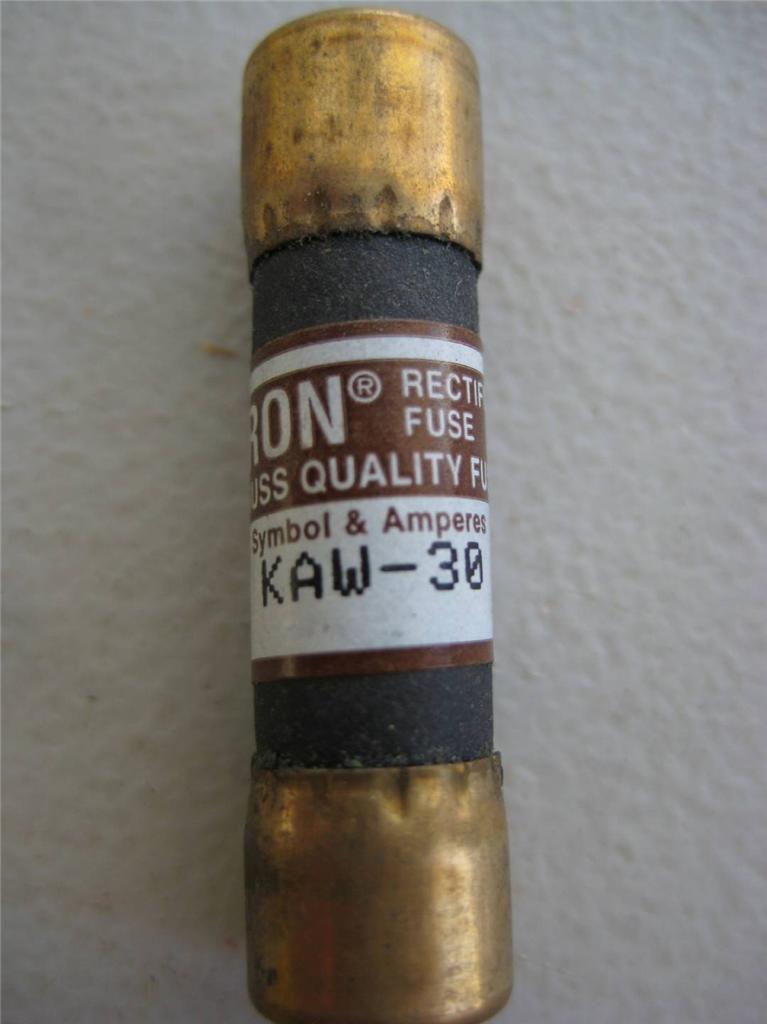 RON® RECTIF
FUSE
USS QUALITY FU
Symbol & Amperes
KAW-30